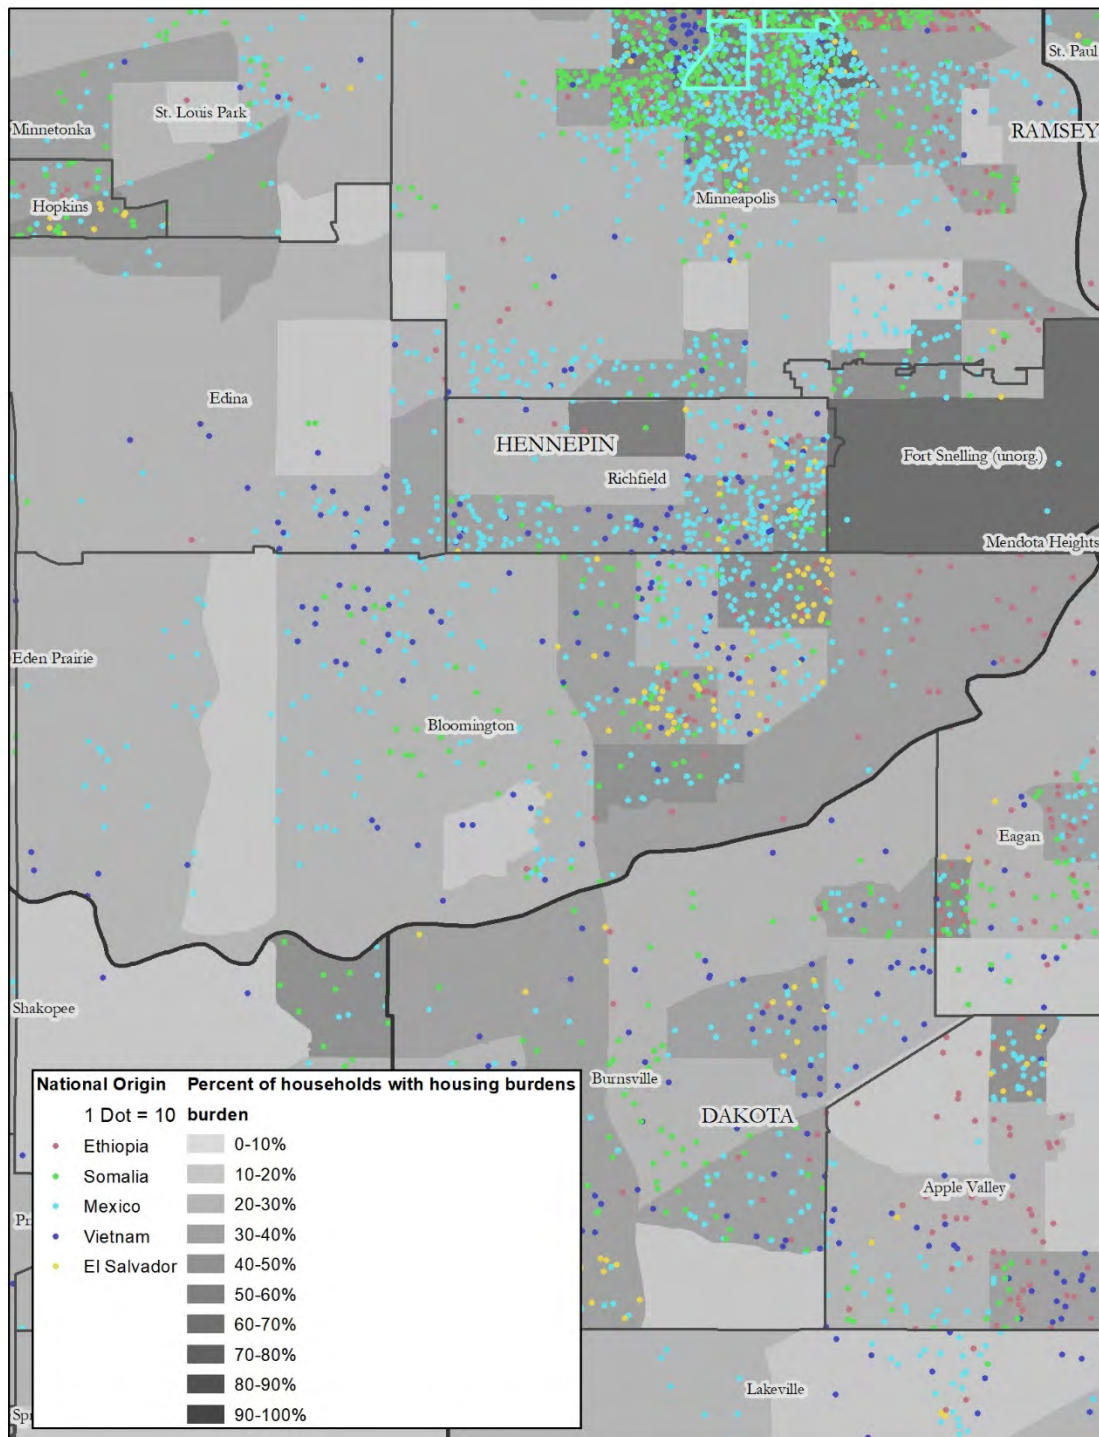 St. Paul
St. Louis Park
Minnetonka
RAMSEY
Hopkins
Minneapolis
Edina
HENNEPIN
Fort Snelling (unorg.)
Richfield
Mendota Heights
Eden Prairie
Bloomington
Eagan
Shakopee
Burnsville
DAKOTA
Apple Valley
Lakeville
Pr
Spr
National Origin Percent of households with housing burdens
1 Dot = 10 burden
Ethiopia 0-10%
Somalia 10-20%
Mexico 20-30%
Vietnam 30-40%
El Salvador 40-50%
50-60%
60-70%
70-80%
80-90%
90-100%